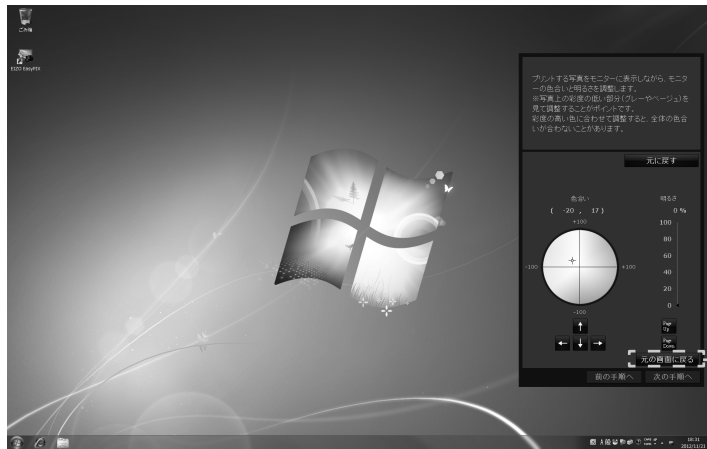 ごみ箱
EIZO EasyPIX
プリントする写真をモニターに表示しながら、モニタ
ーの色合いと明るさを調整します。
※写真上の彩度の低い部分(グレーやベージュ)を
見て調整することがポイントです。
彩度の高い色に合わせて調整すると、全体の色合
いが合わないことがあります。
元に戻す
色合い 明るさ
( -20 , 17 ) 0 %
+100 100
80
60
-100 +100 40
20
-100 0
↑ Page Up
← ↓ → Page Down
元の画面に戻る
前の手順へ 次の手順へ
18:31
2012/11/21